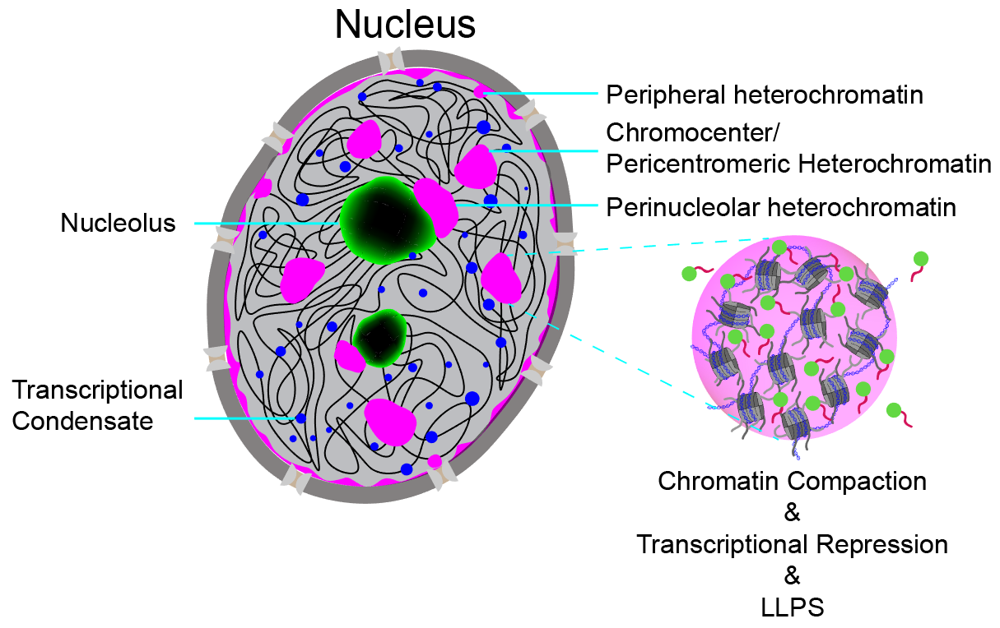 Nucleus
Peripheral heterochromatin
Chromocenter/
Pericentromeric Heterochromatin
Perinucleolar heterochromatin
Nucleolus
Transcriptional
Condensate
Chromatin Compaction
&
Transcriptional Repression
&
LLPS